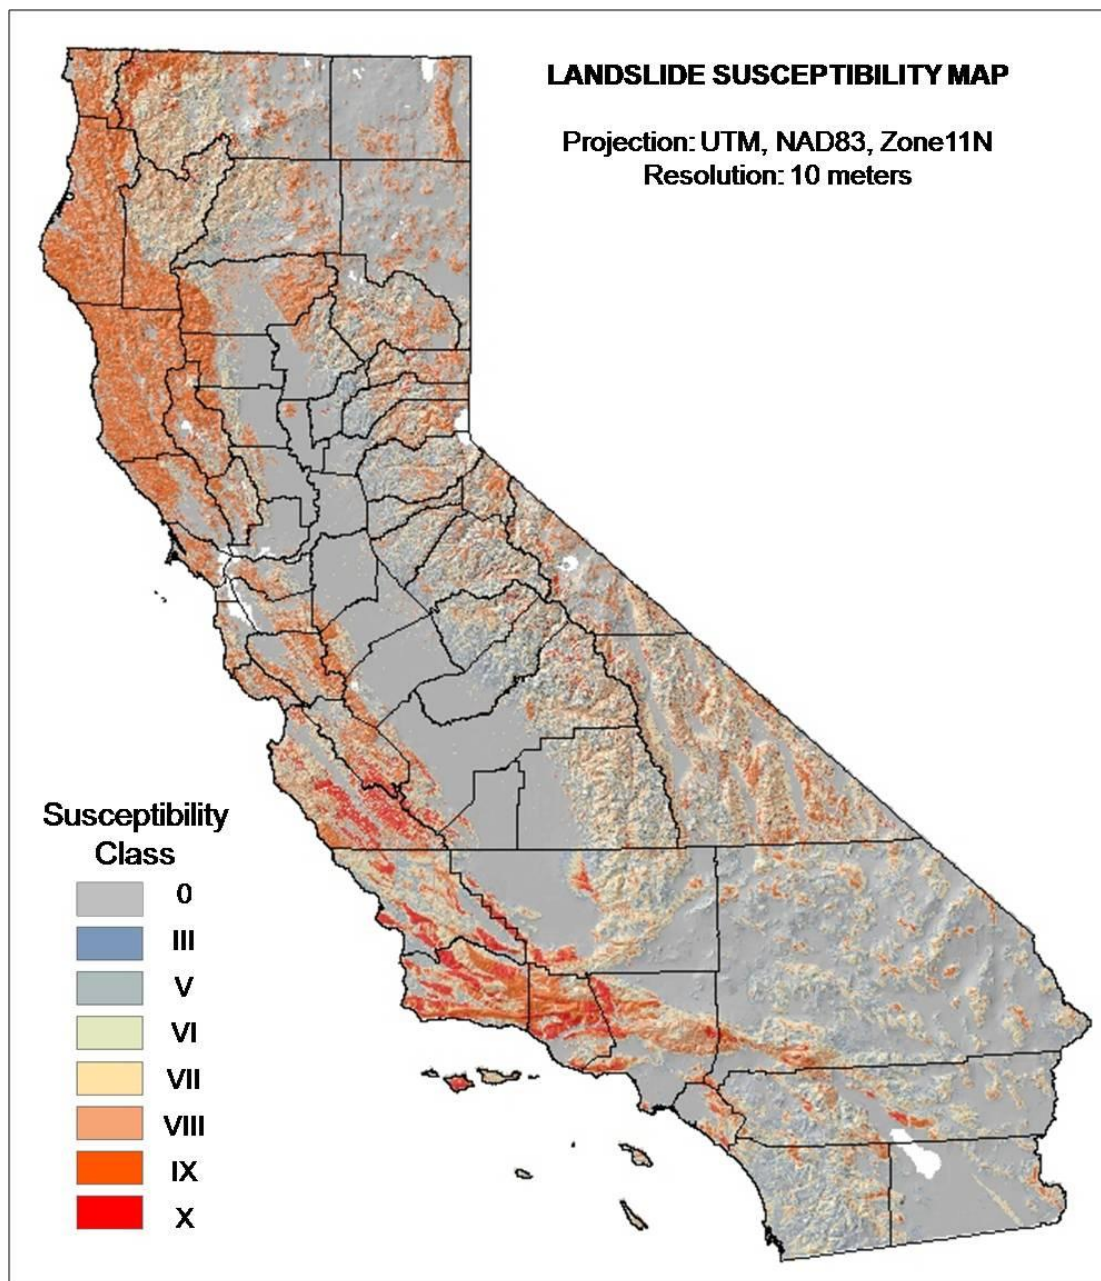 LANDSLIDE SUSCEPTIBILITY MAP
Projection: UTM, NAD83, Zone11N
Resolution: 10 meters
Susceptibility
Class
0
III
V
VI
VII
VIII
IX
X